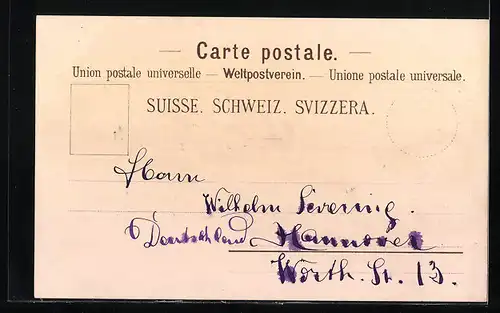 — Carte postale. —
Union postale universelle — Weltpostverein. — Unione postale universale.
SUISSE. SCHWEIZ. SVIZZERA.
Herrn
Wilhelm Severing.
Deutschland Hannover
Wörth. St. 13.